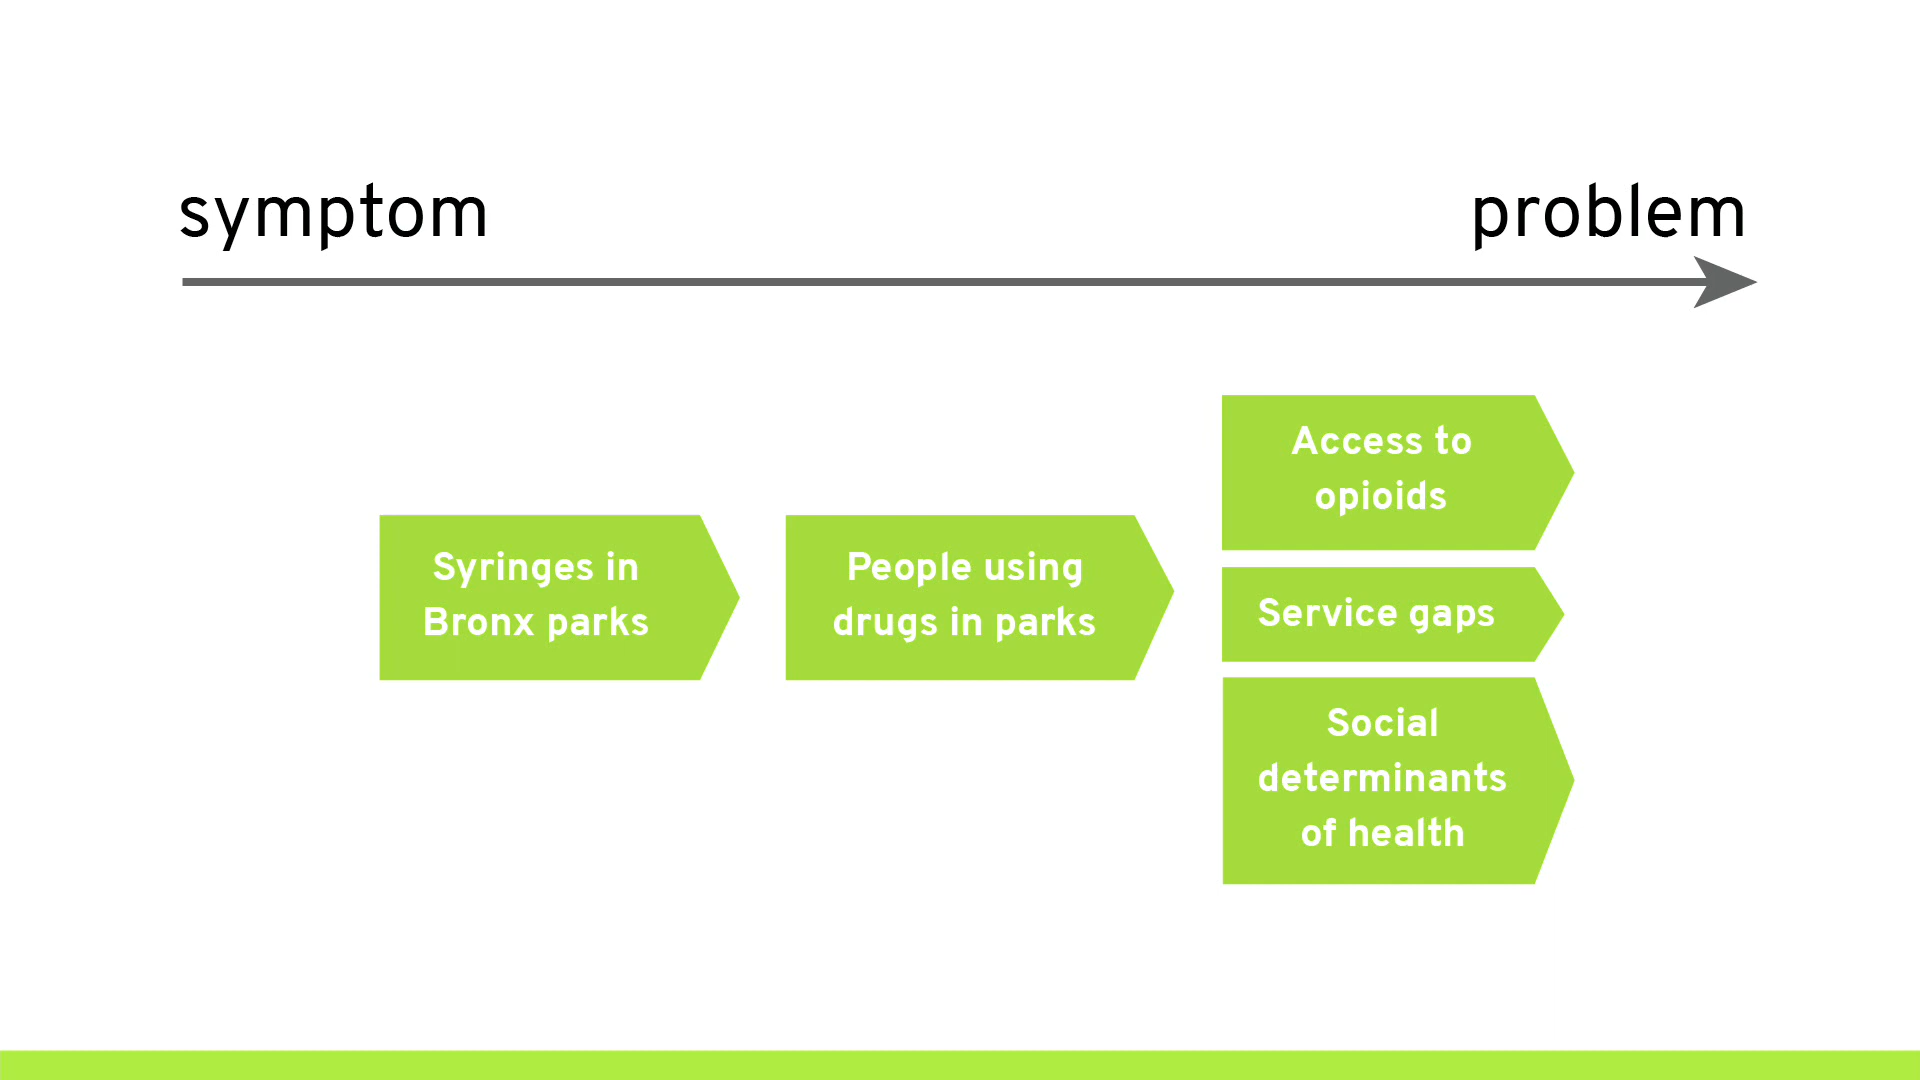 symptom
problem
Syringes in
Bronx parks
People using
drugs in parks
Access to
opioids
Service gaps
Social
determinants
of health